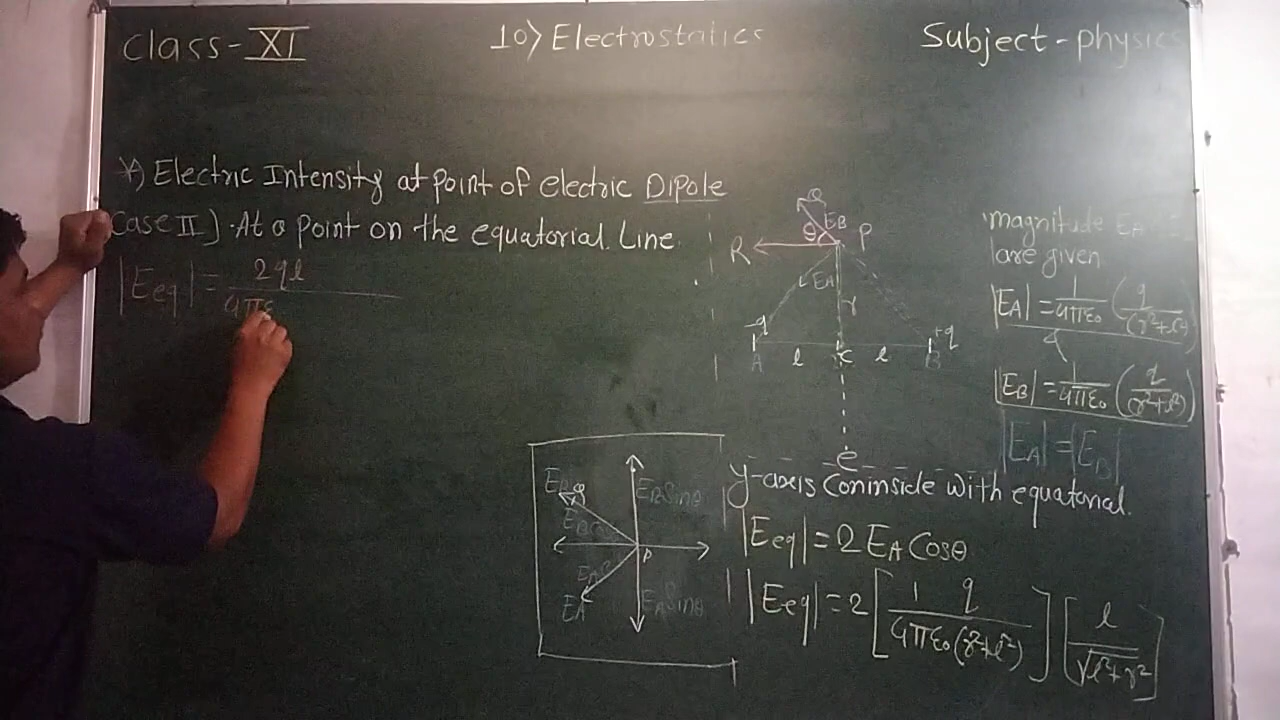 Class - XI
10) Electrostatics
Subject - physics
*) Electric Intensity at point of electric Dipole
Case II) At a point on the equatorial Line.
|Eeq| = 2ql / 4πε
Q
EB
θ
P
R
EA
r
-q
+q
A
l
C
l
B
e
magnitude EA
are given
|EA| = 1/4πε₀ (q/(r²+l²))
|EB| = 1/4πε₀ (q/(r²+l²))
|EA| = |EB|
EB
EB Sinθ
P
EA
EA Sinθ
y-axis Coninside with equatorial.
|Eeq| = 2 EA Cosθ
|Eeq| = 2 [1/4πε₀ q/(r²+l²)] [l/√l²+r²]